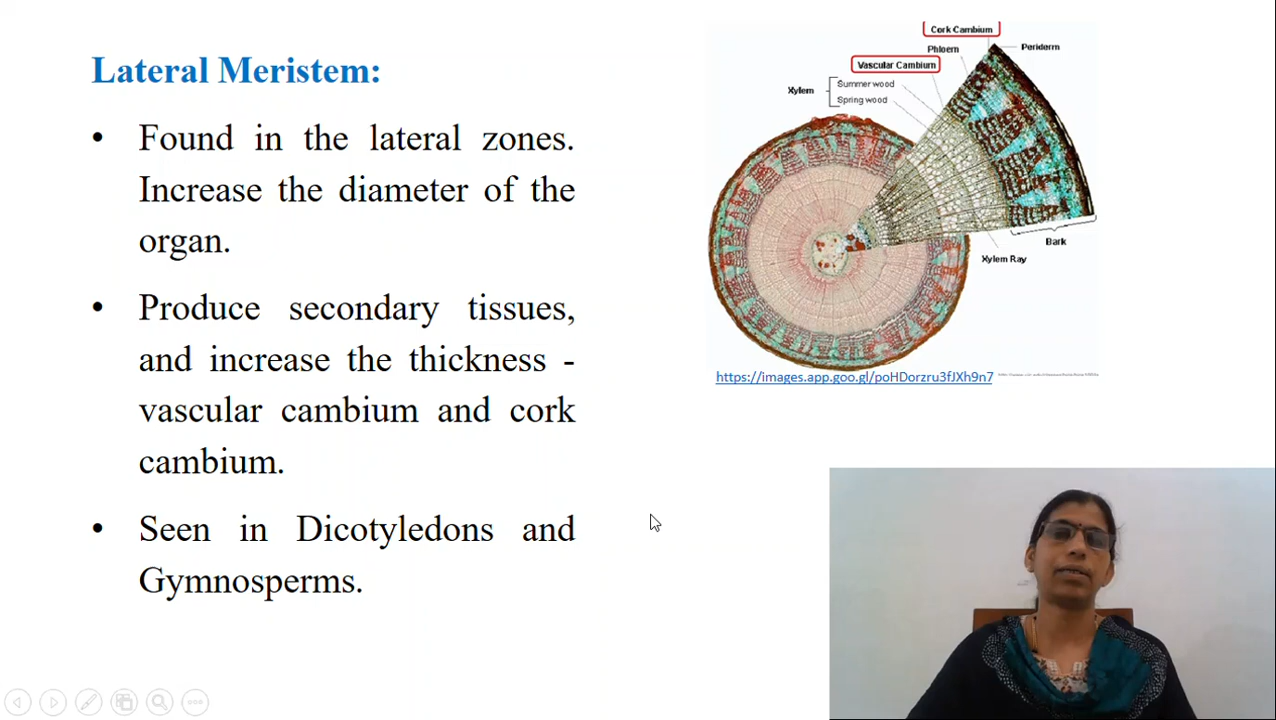 Lateral Meristem:
• Found in the lateral zones.
Increase the diameter of the
organ.
• Produce secondary tissues,
and increase the thickness -
vascular cambium and cork
cambium.
• Seen in Dicotyledons and
Gymnosperms.
Cork Cambium
Phloem
Periderm
Vascular Cambium
Xylem
Summer wood
Spring wood
Bark
Xylem Ray
https://images.app.goo.gl/poHDorzru3fJXh9n7